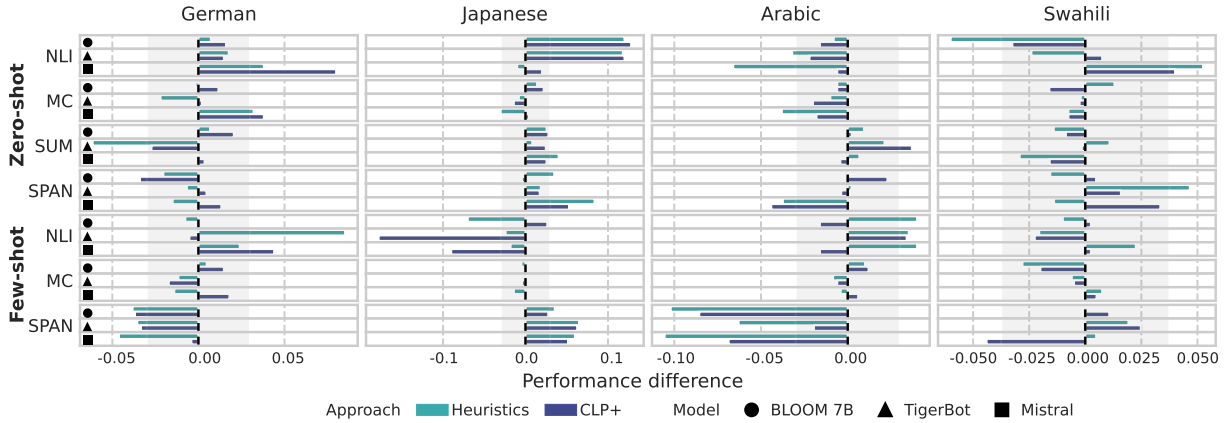 German Japanese Arabic Swahili
Zero-shot
NLI
MC
SUM
SPAN
Few-shot
NLI
MC
SPAN
-0.05 0.00 0.05 -0.1 0.0 0.1 -0.10 -0.05 0.00 -0.050 -0.025 0.000 0.025 0.050
Performance difference
Approach Heuristics CLP+ Model BLOOM 7B TigerBot Mistral